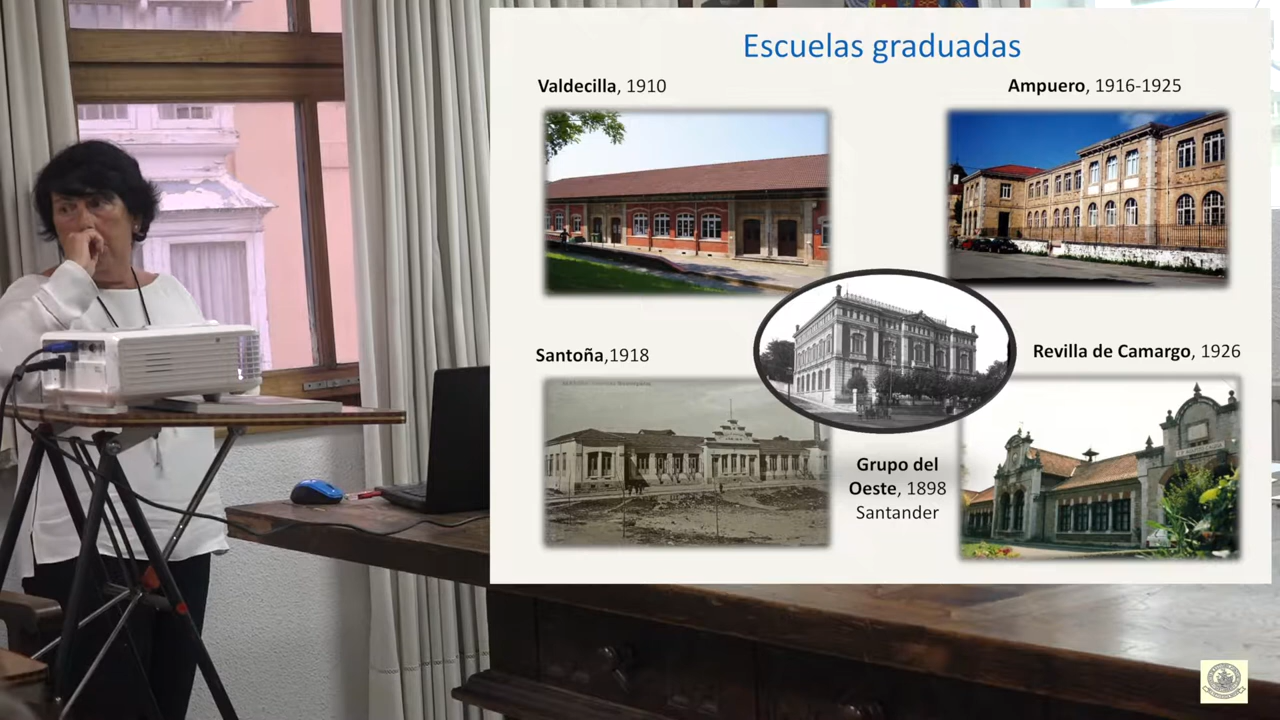 Escuelas graduadas
Valdecilla, 1910
Ampuero, 1916-1925
Santoña,1918
Revilla de Camargo, 1926
Grupo del
Oeste, 1898
Santander